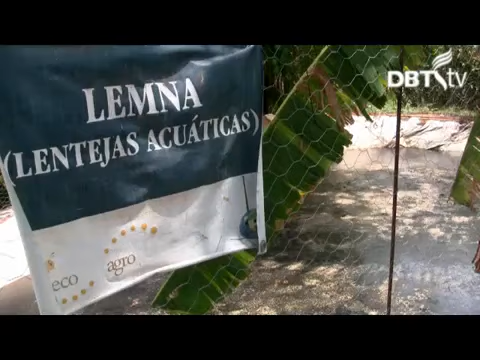 LEMNA
(LENTEJAS ACUÁTICAS)
eco
agro
DBTtv